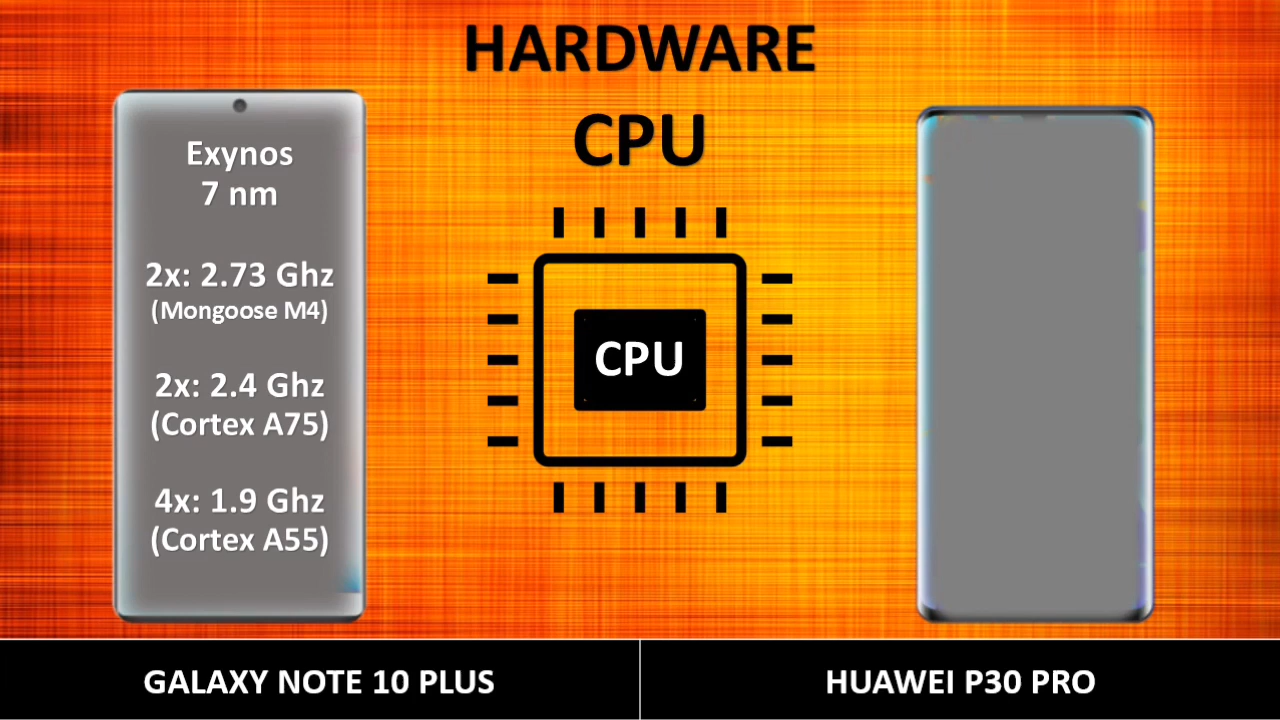 HARDWARE
CPU
Exynos
7 nm
2x: 2.73 Ghz
(Mongoose M4)
2x: 2.4 Ghz
(Cortex A75)
4x: 1.9 Ghz
(Cortex A55)
CPU
GALAXY NOTE 10 PLUS
HUAWEI P30 PRO